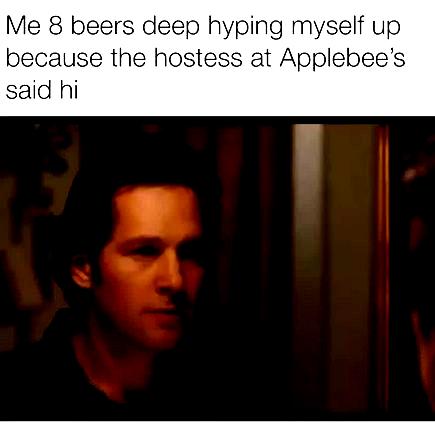 Me 8 beers deep hyping myself up
because the hostess at Applebee's
said hi